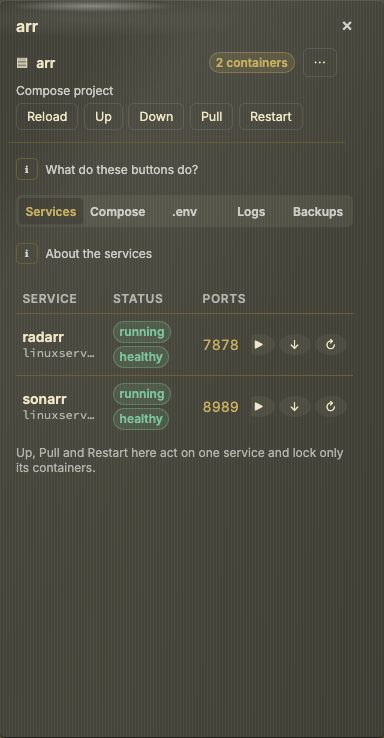 arr
arr 2 containers ...
Compose project
Reload Up Down Pull Restart
i What do these buttons do?
Services Compose .env Logs Backups
i About the services
SERVICE STATUS PORTS
radarr running 7878
linuxserv… healthy
sonarr running 8989
linuxserv… healthy
Up, Pull and Restart here act on one service and lock only
its containers.